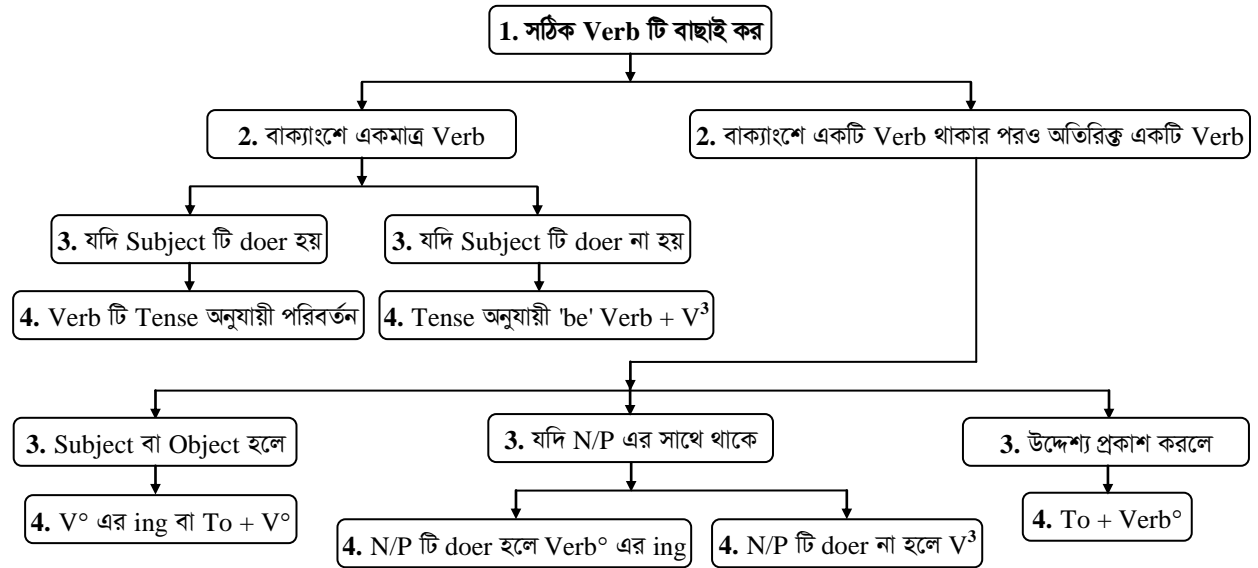 1. সঠিক Verb টি বাছাই কর
2. বাক্যাংশে একমাত্র Verb
2. বাক্যাংশে একটি Verb থাকার পরও অতিরিক্ত একটি Verb
3. যদি Subject টি doer হয়
3. যদি Subject টি doer না হয়
4. Verb টি Tense অনুযায়ী পরিবর্তন
4. Tense অনুযায়ী 'be' Verb + V³
3. Subject বা Object হলে
3. যদি N/P এর সাথে থাকে
3. উদ্দেশ্য প্রকাশ করলে
4. V° এর ing বা To + V°
4. N/P টি doer হলে Verb° এর ing
4. N/P টি doer না হলে V³
4. To + Verb°